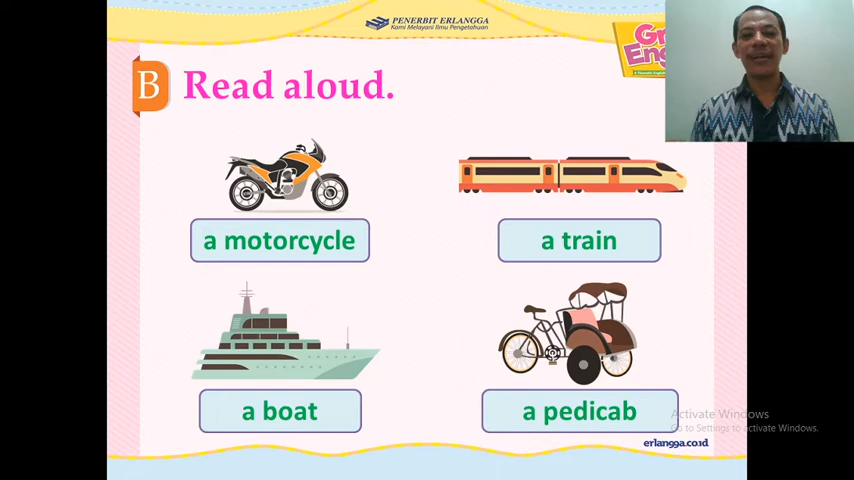 PENERBIT ERLANGGA
Kami Melayani Ilmu Pengetahuan
B Read aloud.
a motorcycle
a train
a boat
a pedicab
Activate Windows
Go to Settings to activate Windows.
erlangga.co.id